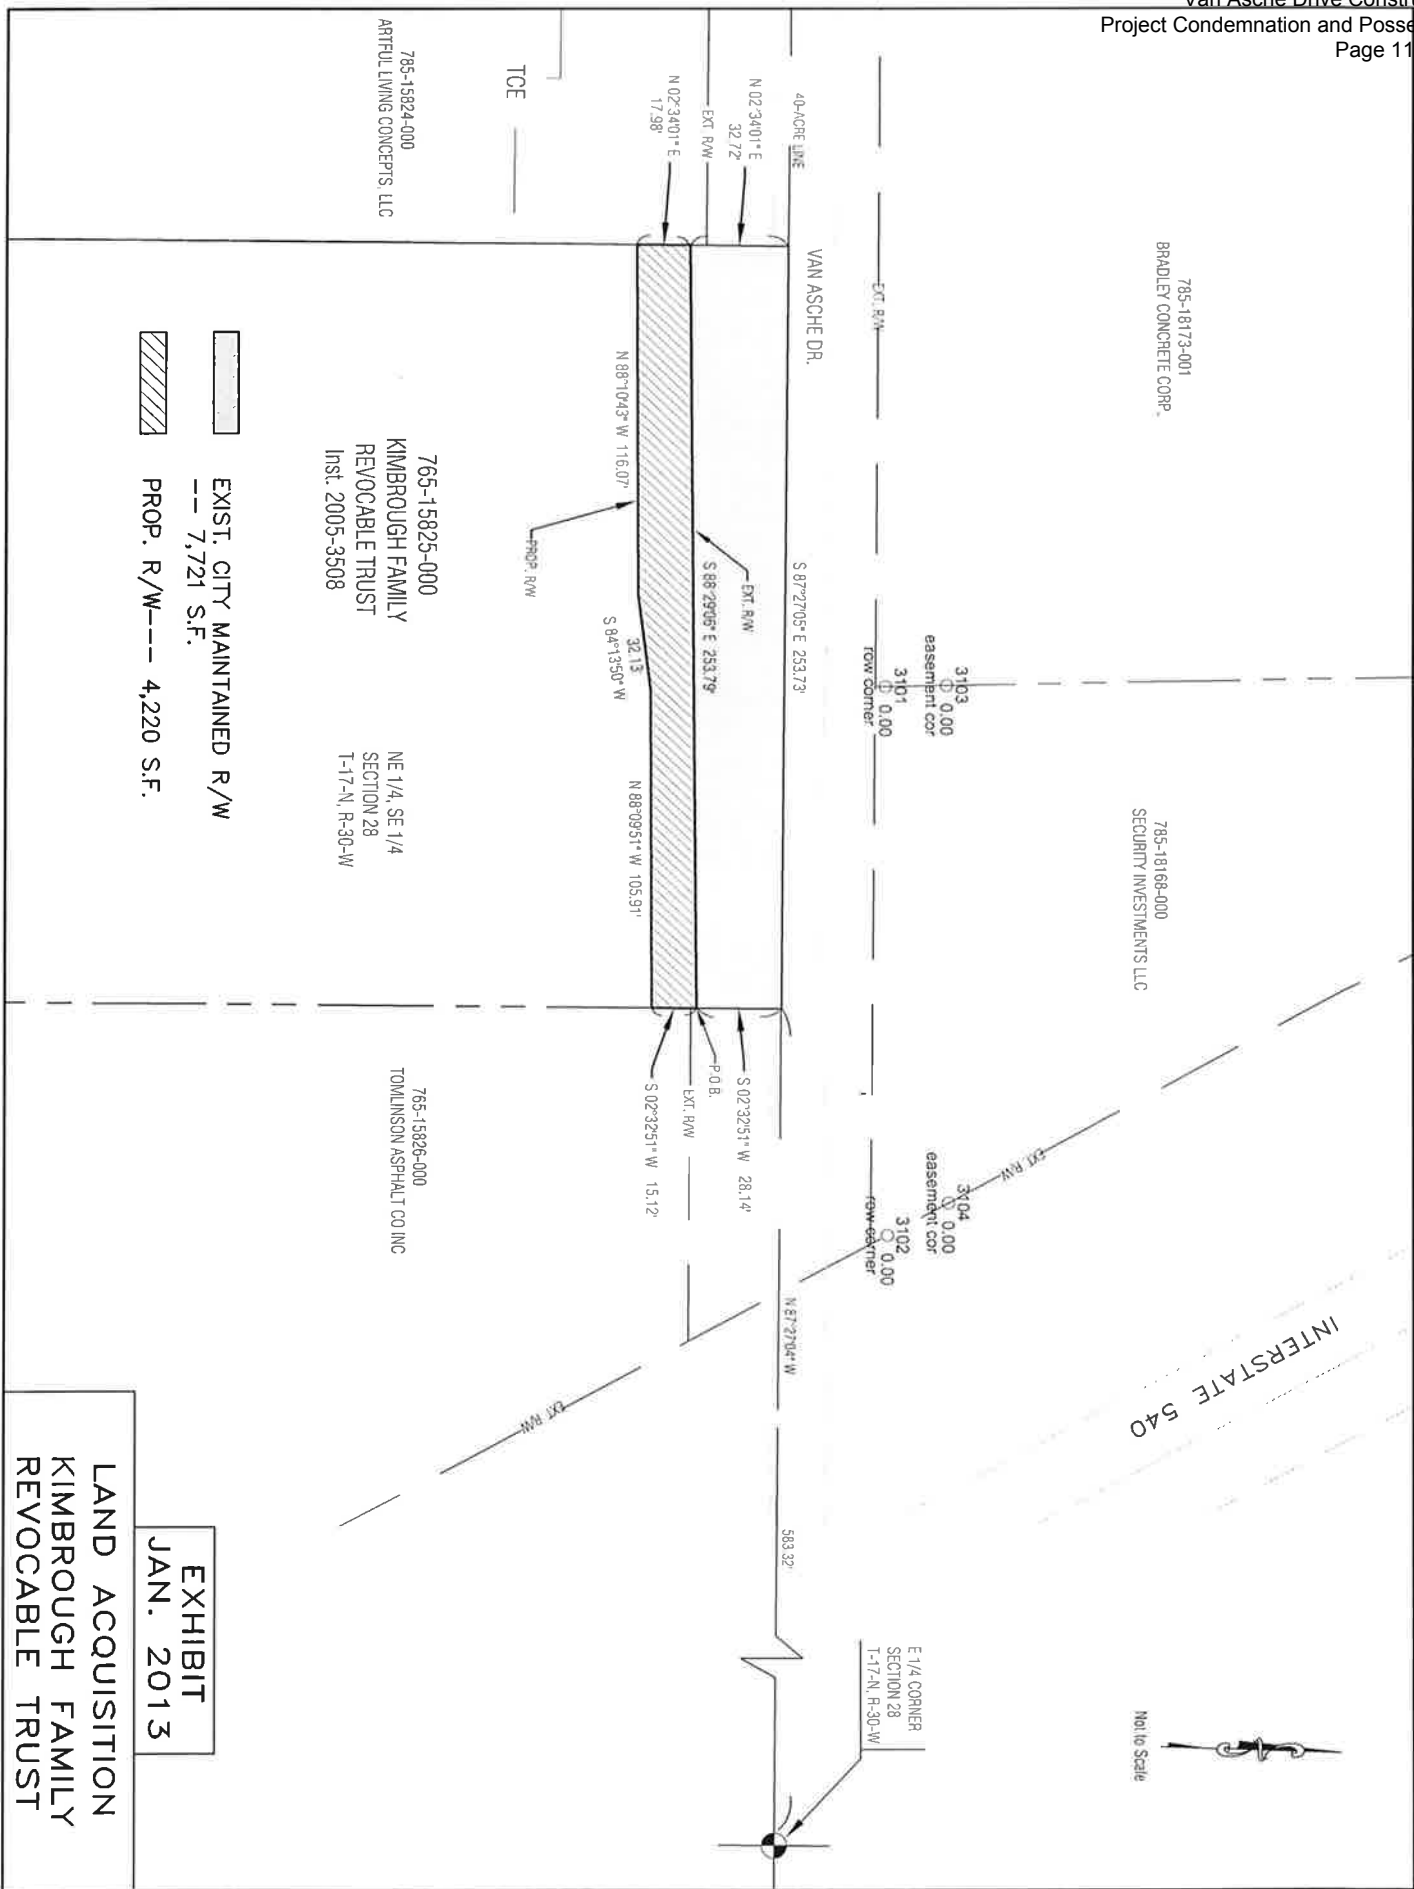 Van Asche Drive Constru
Project Condemnation and Posse
Page 11
785-18173-001
BRADLEY CONCRETE CORP.
785-18168-000
SECURITY INVESTMENTS LLC
INTERSTATE 540
Not to Scale
3103
0.00
easement cor
3101
0.00
row corner
3104
0.00
easement cor
3102
0.00
row corner
EXT. R/W
EXT. R/W
E 1/4 CORNER
SECTION 28
T-17-N, R-30-W
40-ACRE LINE
VAN ASCHE DR.
S 87°27'05" E 253.73'
N 87°27'04" W
583.32'
N 02°34'01" E
32.72'
EXT. R/W
N 02°34'01" E
17.98'
EXT. R/W
S 88°29'06" E 253.79'
S 02°32'51" W 28.14'
P.O.B.
EXT. R/W
S 02°32'51" W 15.12'
N 88°10'43" W 116.07'
32.13'
S 84°13'50" W
N 88°09'51" W 105.91'
PROP. R/W
EXT. R/W
TCE
785-15824-000
ARTFUL LIVING CONCEPTS, LLC
765-15825-000
KIMBROUGH FAMILY
REVOCABLE TRUST
Inst. 2005-3508
NE 1/4, SE 1/4
SECTION 28
T-17-N, R-30-W
765-15826-000
TOMLINSON ASPHALT CO INC
EXIST. CITY MAINTAINED R/W
-- 7,721 S.F.
PROP. R/W--- 4,220 S.F.
EXHIBIT
JAN. 2013
LAND ACQUISITION
KIMBROUGH FAMILY
REVOCABLE TRUST